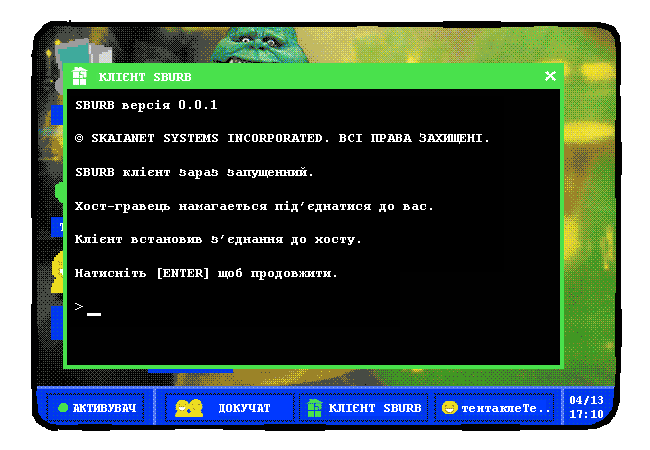 КЛІЄНТ SBURB
SBURB версія 0.0.1
© SKAIANET SYSTEMS INCORPORATED. ВСІ ПРАВА ЗАХИЩЕНІ.
SBURB клієнт зараз запущенний.
Хост-гравець намагаеться під’єднатися до вас.
Клієнт встановив з’єднання до хосту.
Натисніть [ENTER] щоб продовжити.
>
АКТИВУВАЧ ДОКУЧАТ КЛІЄНТ SBURB тентаклеТе.. 04/13
17:10